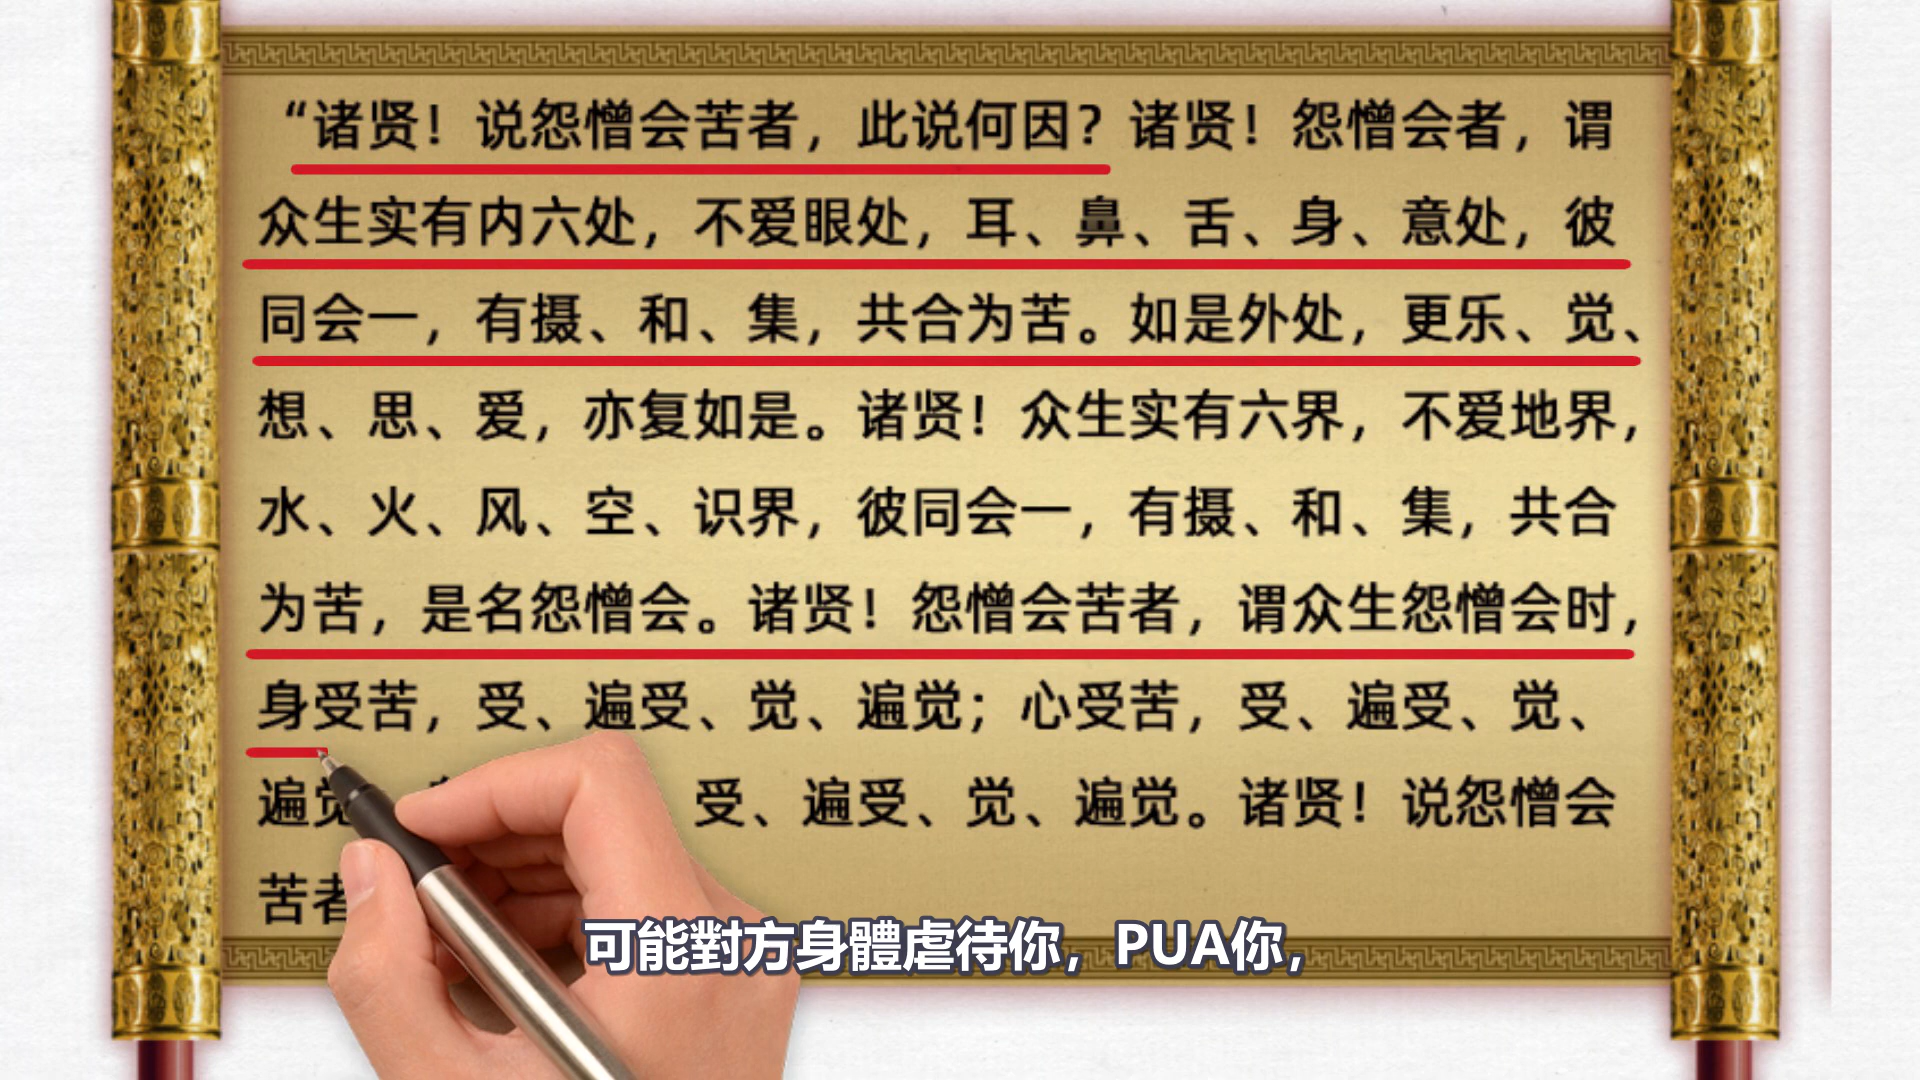 “诸贤！说怨憎会苦者，此说何因？诸贤！怨憎会者，谓
众生实有内六处，不爱眼处，耳、鼻、舌、身、意处，彼
同会一，有摄、和、集，共合为苦。如是外处，更乐、觉、
想、思、爱，亦复如是。诸贤！众生实有六界，不爱地界，
水、火、风、空、识界，彼同会一，有摄、和、集，共合
为苦，是名怨憎会。诸贤！怨憎会苦者，谓众生怨憎会时，
身受苦，受、遍受、觉、遍觉；心受苦，受、遍受、觉、
遍觉 受、遍受、觉、遍觉。诸贤！说怨憎会
苦者
可能對方身體虐待你，PUA你，